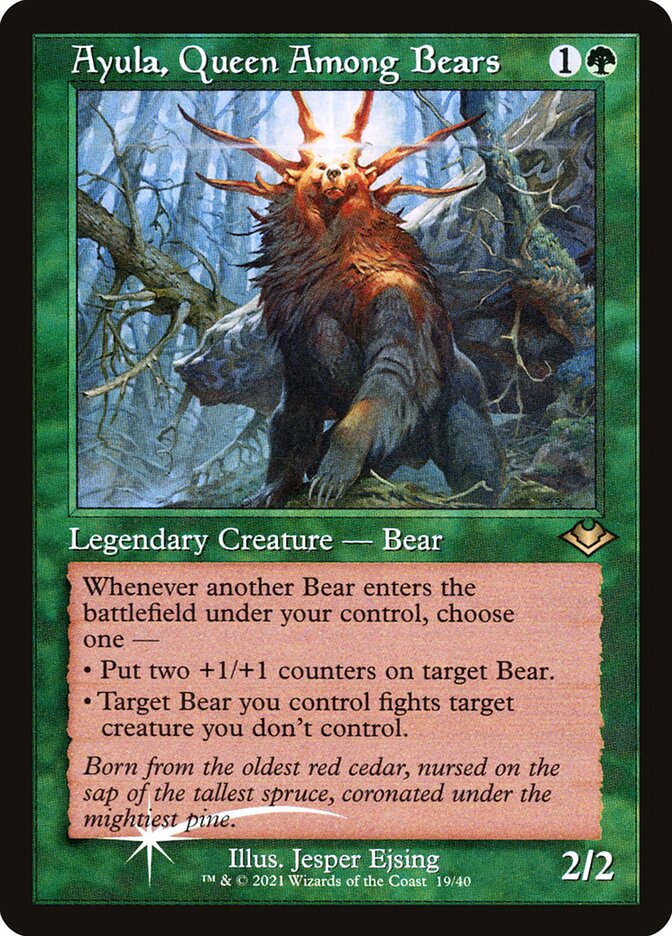 Ayula, Queen Among Bears 1
Legendary Creature — Bear
Whenever another Bear enters the
battlefield under your control, choose
one —
• Put two +1/+1 counters on target Bear.
• Target Bear you control fights target
creature you don't control.
Born from the oldest red cedar, nursed on the
sap of the tallest spruce, coronated under the
mightiest pine.
Illus. Jesper Ejsing
2/2
™ & © 2021 Wizards of the Coast 19/40